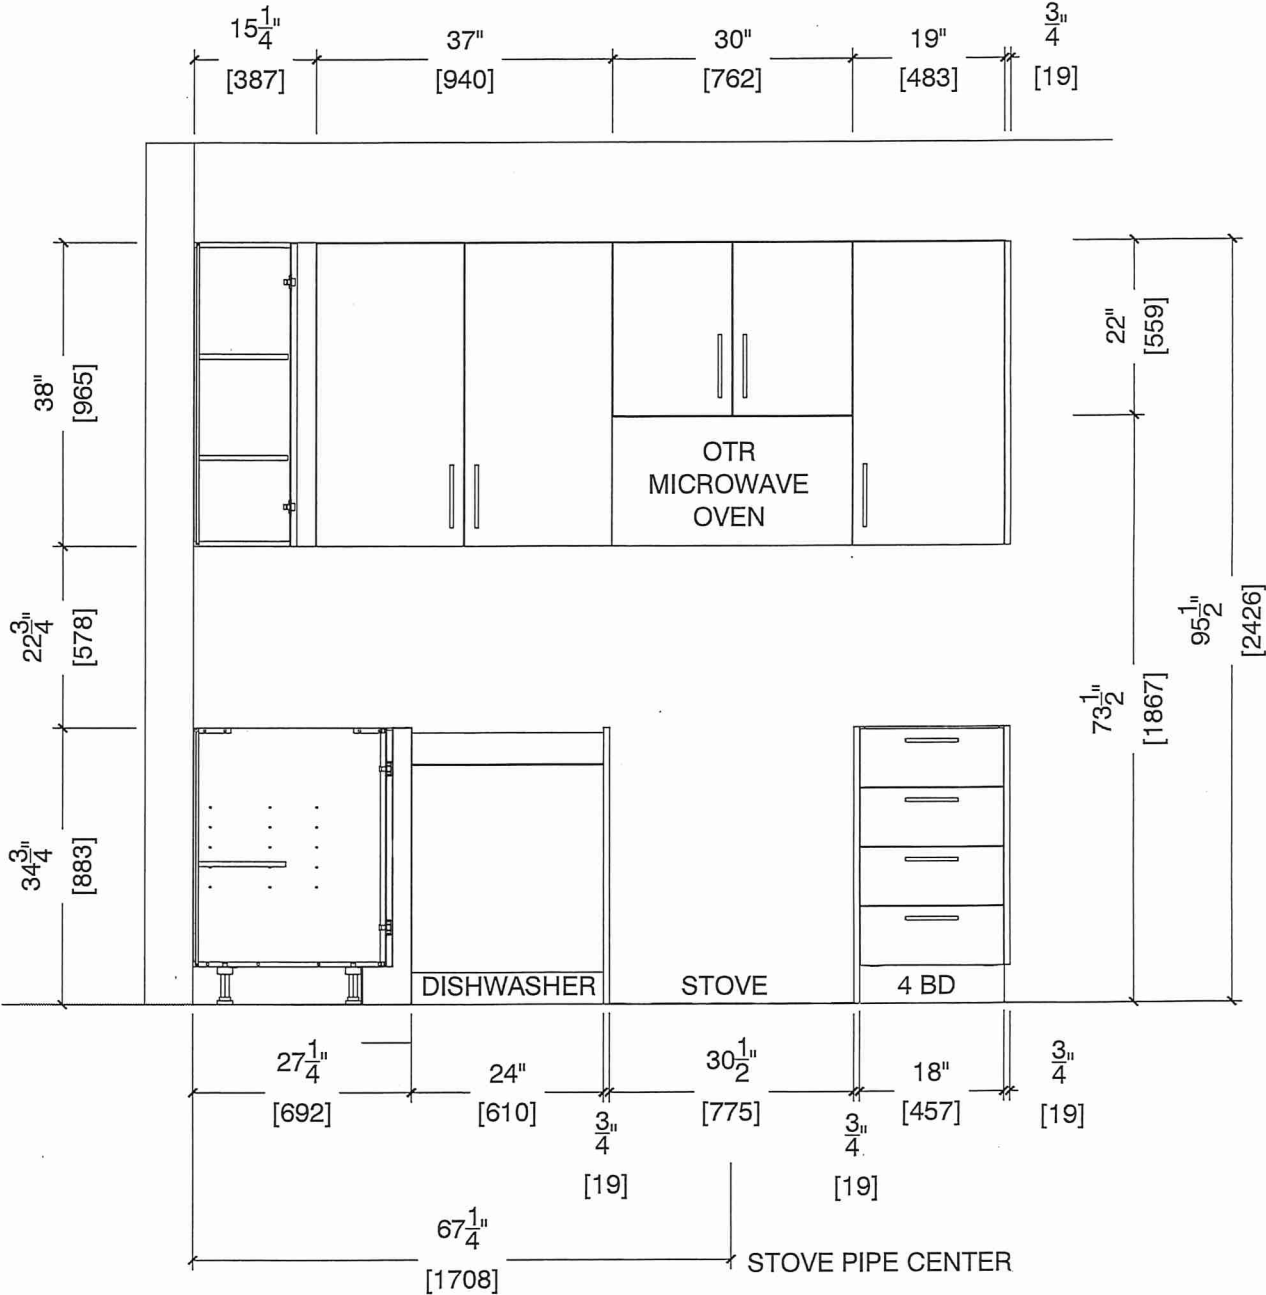 15 1/4" 37" 30" 19" 3/4"
[387] [940] [762] [483] [19]
38"
[965]
22"
[559]
OTR
MICROWAVE
OVEN
22 3/4"
[578]
95 1/2"
[2426]
73 1/2"
[1867]
34 3/4"
[883]
DISHWASHER STOVE 4 BD
27 1/4" 24" 30 1/2" 18" 3/4"
[692] [610] [775] [457] [19]
3/4" 3/4"
[19] [19]
67 1/4"
[1708]
STOVE PIPE CENTER